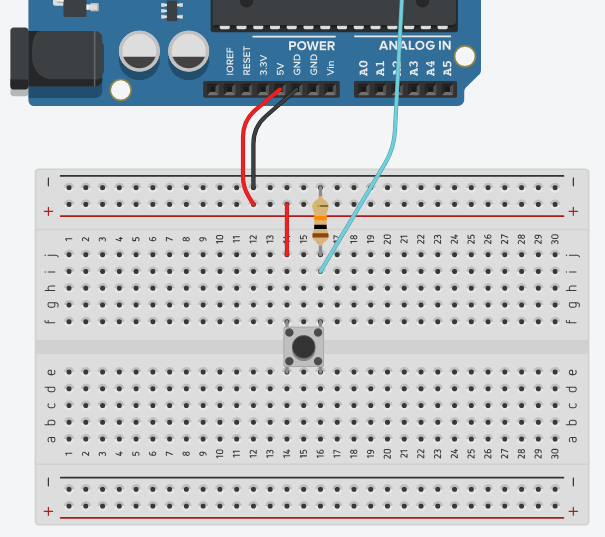 POWER ANALOG IN
IOREF RESET 3.3V 5V GND GND Vin A0 A1 A2 A3 A4 A5
− −
+ +
1 2 3 4 5 6 7 8 9 10 11 12 13 14 15 16 17 18 19 20 21 22 23 24 25 26 27 28 29 30
j j
i i
h h
g g
f f
e e
d d
c c
b b
a a
1 2 3 4 5 6 7 8 9 10 11 12 13 14 15 16 17 18 19 20 21 22 23 24 25 26 27 28 29 30
− −
+ +